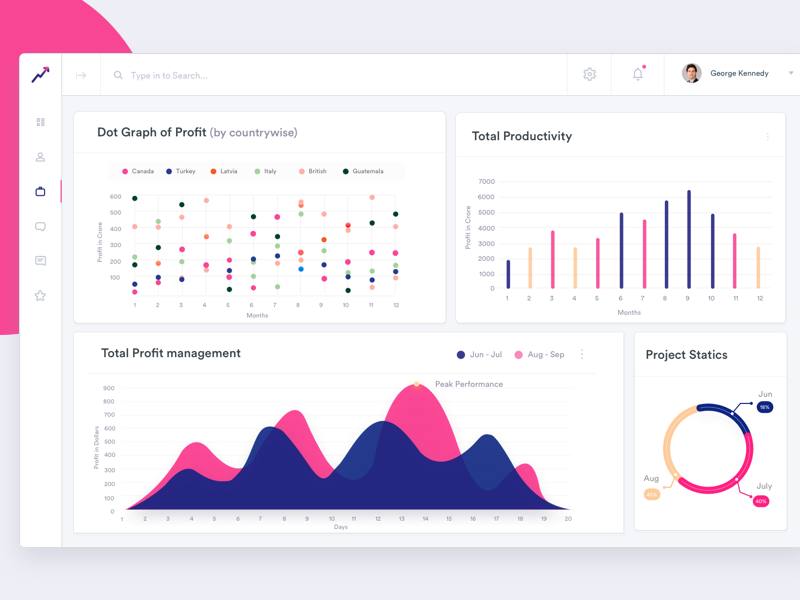 Type in to Search...
George Kennedy
Dot Graph of Profit (by countrywise)
Canada Turkey Latvia Italy British Guatemala
Profit in Crore
600
500
400
300
200
100
1 2 3 4 5 6 7 8 9 10 11 12
Months
Total Productivity
Profit in Crore
7000
6000
5000
4000
3000
2000
1000
0
1 2 3 4 5 6 7 8 9 10 11 12
Months
Total Profit management
Jun - Jul Aug - Sep
Peak Performance
Profit in Dollars
900
800
700
600
500
400
300
200
100
0
1 2 3 4 5 6 7 8 9 10 11 12 13 14 15 16 17 18 19 20
Days
Project Statics
Jun
Aug
July
40%